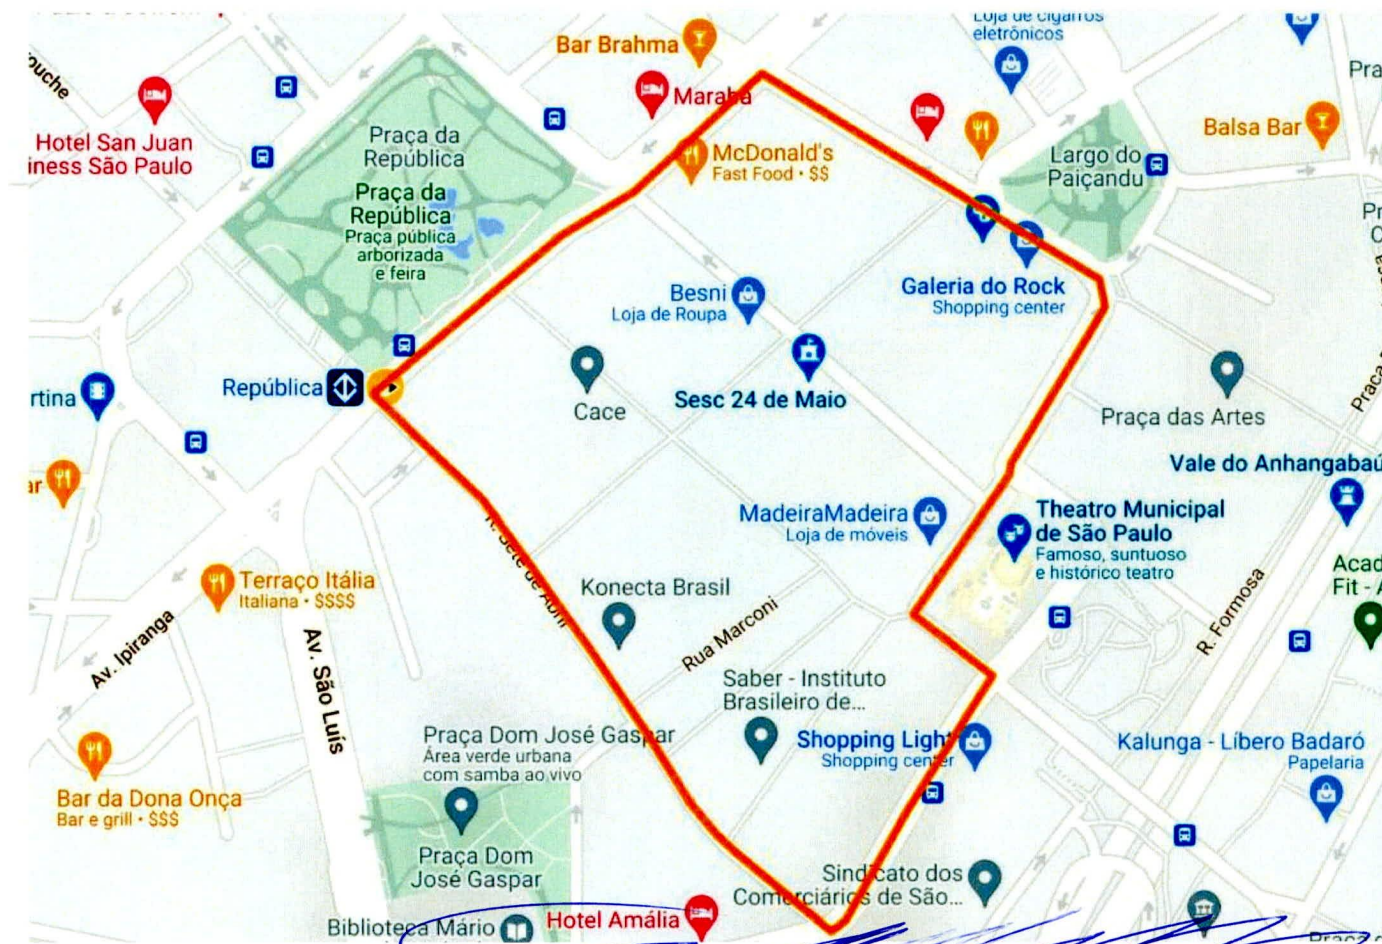 Bar Brahma
Loja de cigarros
eletrônicos
Marabá
Hotel San Juan
iness São Paulo
Praça da
República
Praça da
República
Praça pública
arborizada
e feira
McDonald's
Fast Food • $$
Largo do
Paiçandu
Balsa Bar
Besni
Loja de Roupa
Galeria do Rock
Shopping center
República
rtina
Cace
Sesc 24 de Maio
Praça das Artes
Vale do Anhangabaú
ar
MadeiraMadeira
Loja de móveis
Theatro Municipal
de São Paulo
Famoso, suntuoso
e histórico teatro
R. Sete de Abril
Terraço Itália
Italiana • $$$$
Konecta Brasil
Acad
Fit - A
R. Formosa
Av. Ipiranga
Av. São Luís
Rua Marconi
Saber - Instituto
Brasileiro de...
Praça Dom José Gaspar
Área verde urbana
com samba ao vivo
Shopping Light
Shopping center
Kalunga - Líbero Badaró
Papelaria
Bar da Dona Onça
Bar e grill • $$$
Praça Dom
José Gaspar
Sindicato dos
Comerciários de São...
Biblioteca Mário
Hotel Amália